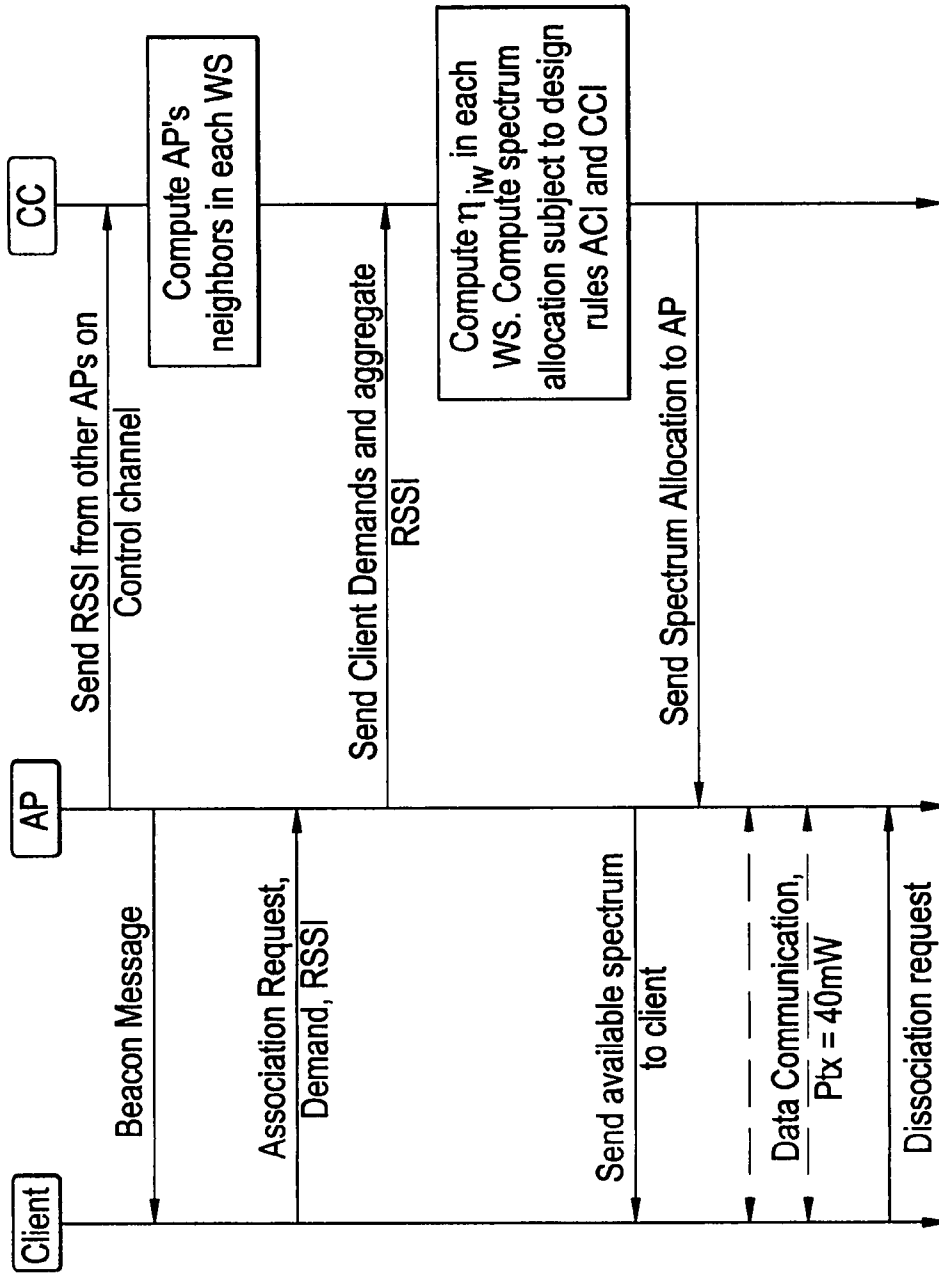 Client
AP
CC
Send RSSI from other APs on
Control channel
Beacon Message
Compute AP's
neighbors in each WS
Association Request,
Demand, RSSI
Send Client Demands and aggregate
RSSI
Compute ηiw in each
WS. Compute spectrum
allocation subject to design
rules ACI and CCI
Send available spectrum
to client
Send Spectrum Allocation to AP
Data Communication,
Ptx = 40mW
Dissociation request